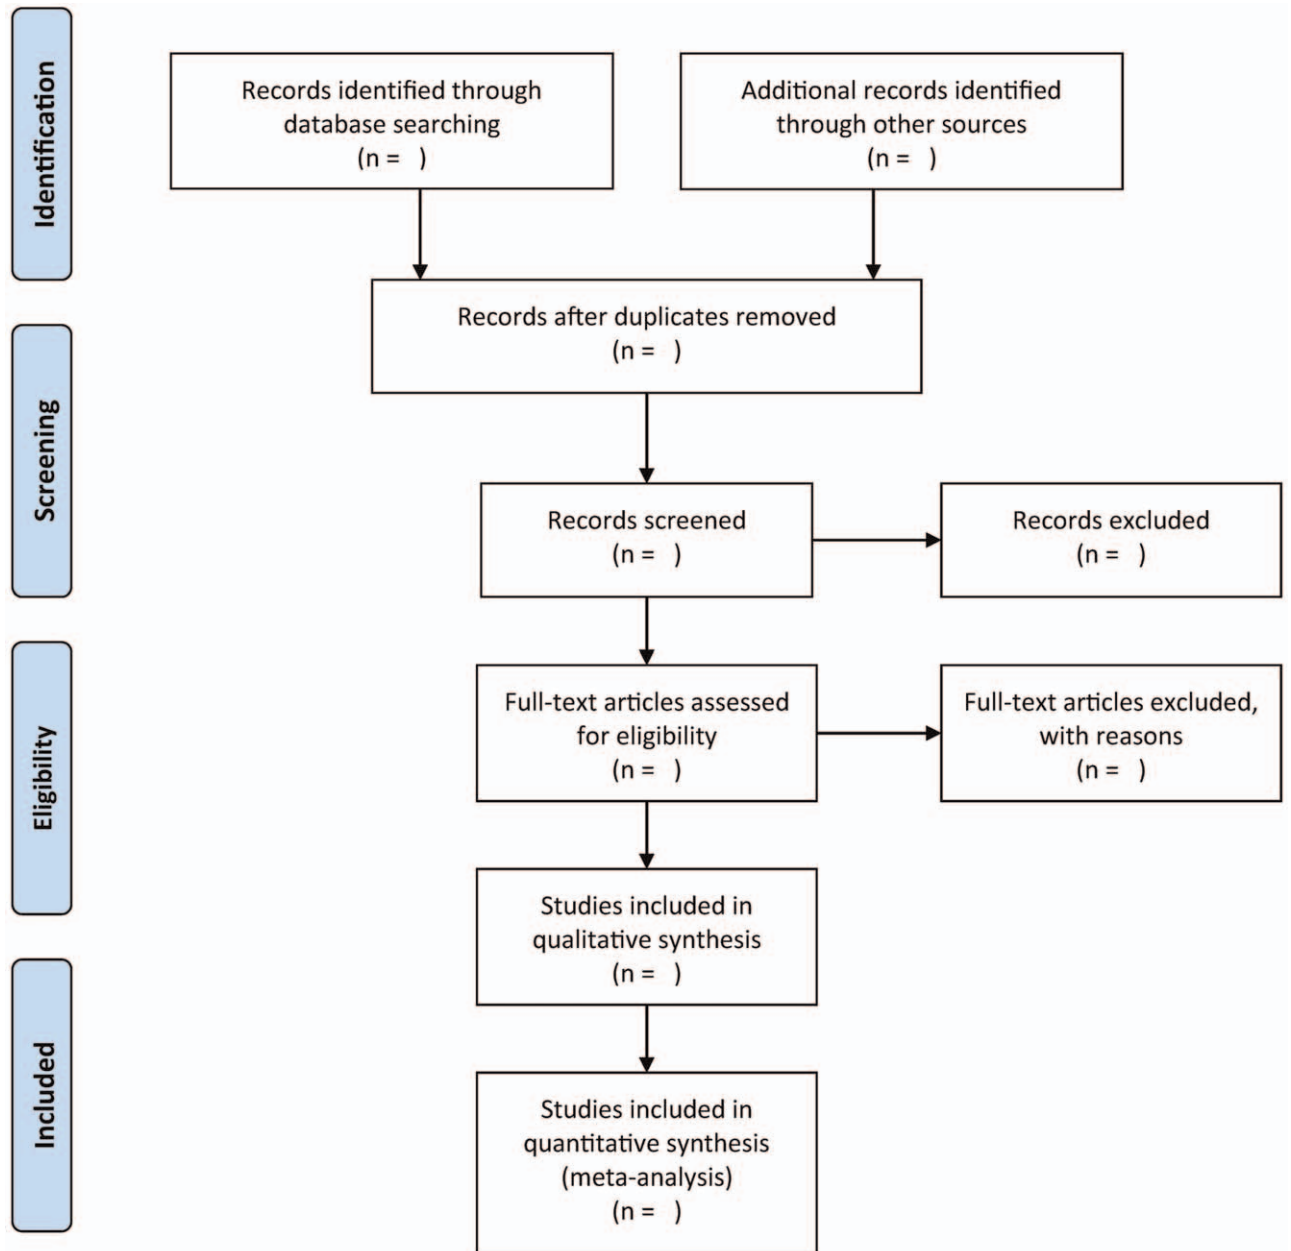 Identification
Records identified through
database searching
(n =   )
Additional records identified
through other sources
(n =   )
Records after duplicates removed
(n =   )
Screening
Records screened
(n =   )
Records excluded
(n =   )
Eligibility
Full-text articles assessed
for eligibility
(n =   )
Full-text articles excluded,
with reasons
(n =   )
Studies included in
qualitative synthesis
(n =   )
Included
Studies included in
quantitative synthesis
(meta-analysis)
(n =   )